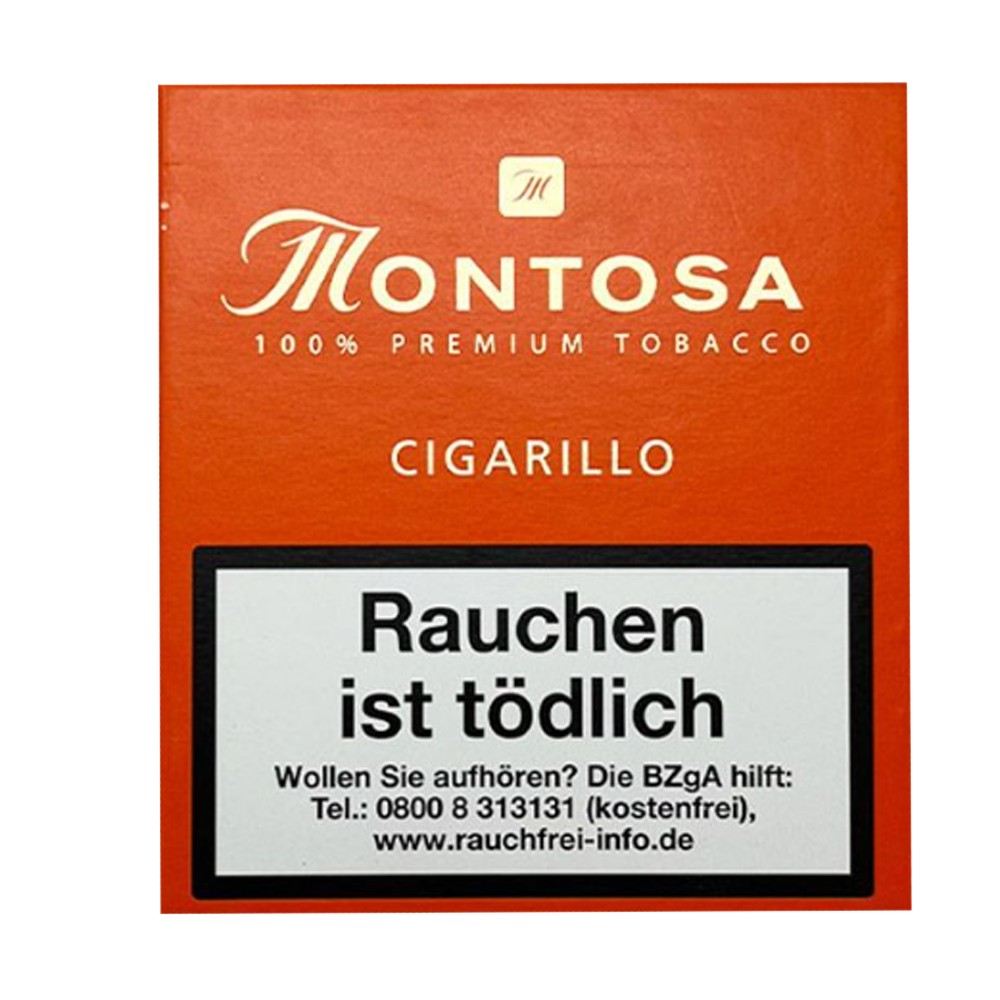 M
MONTOSA
100% PREMIUM TOBACCO
CIGARILLO
Rauchen
ist tödlich
Wollen Sie aufhören? Die BZgA hilft:
Tel.: 0800 8 313131 (kostenfrei),
www.rauchfrei-info.de